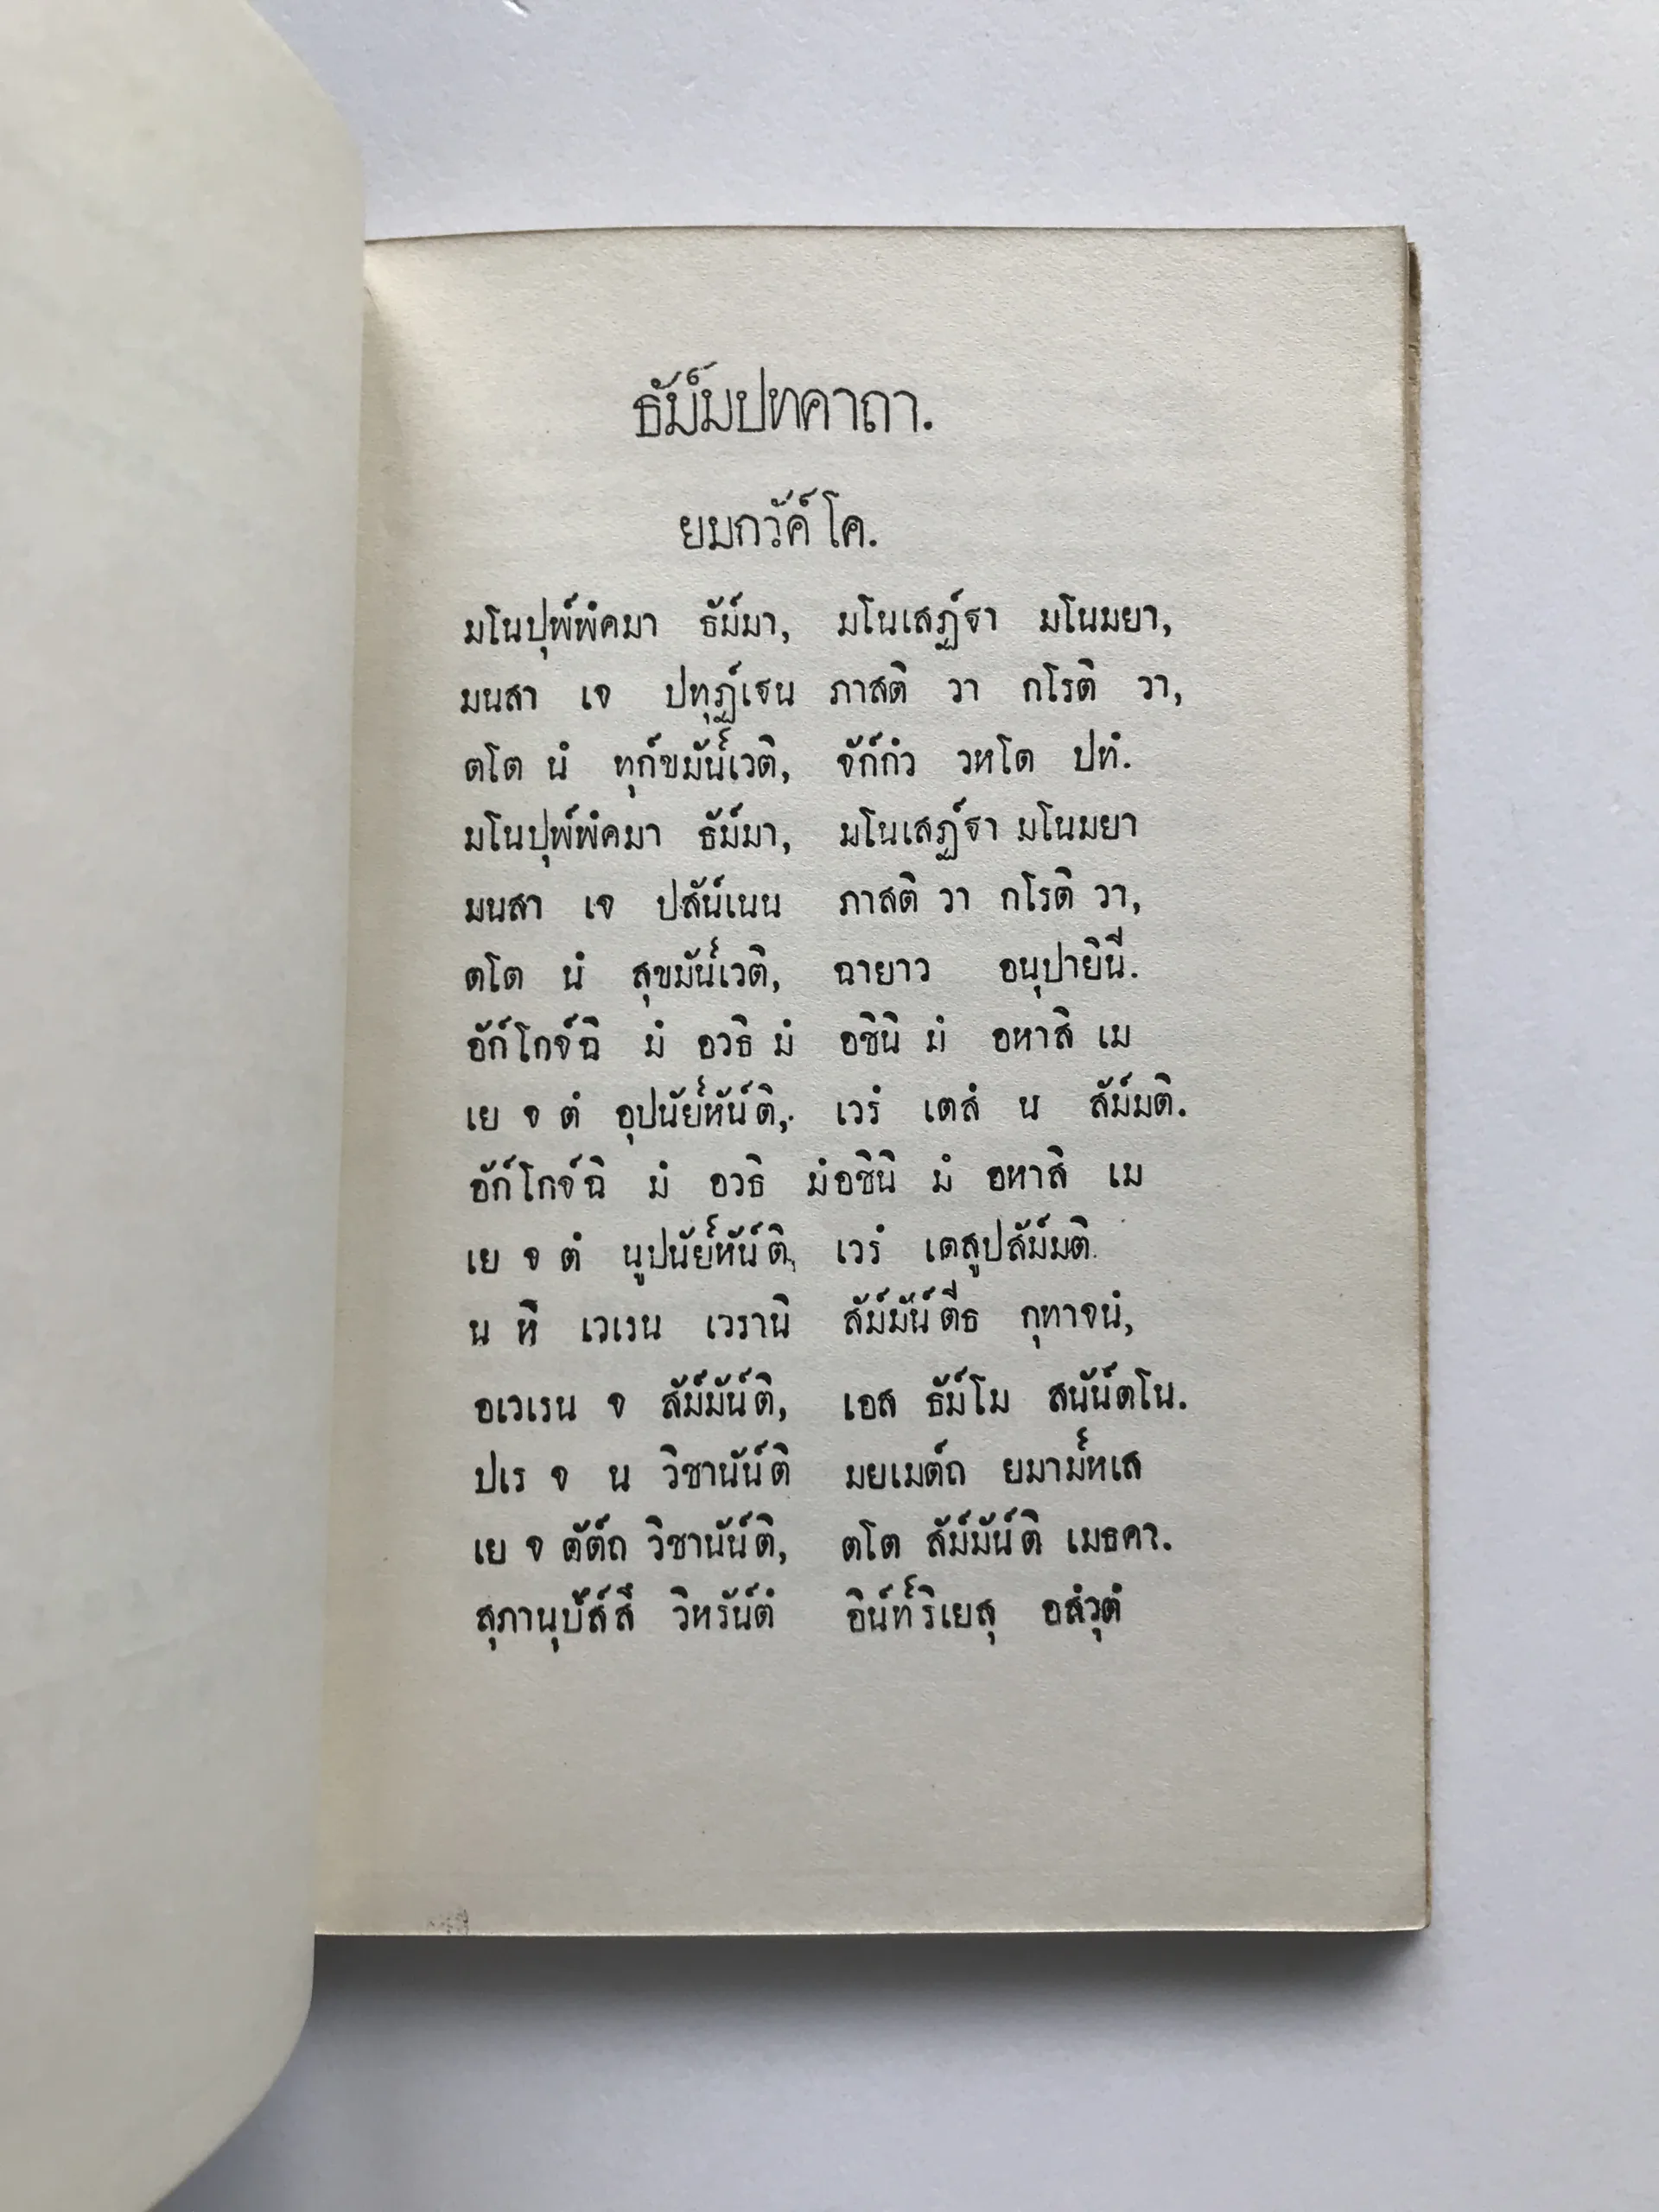 ธัม์มปทคาถา.
ยมกวัค์โค.
มโนปุพ์พํคมา ธัม์มา, มโนเสฏ์ฐา มโนมยา,
มนสา เจ ปทุฏ์เฐน ภาสติ วา กโรติ วา,
ตโต นํ ทุก์ขมัน์เวติ, จัก์กํว วหโต ปทํ.
มโนปุพ์พํคมา ธัม์มา, มโนเสฏ์ฐา มโนมยา
มนสา เจ ปสัน์เนน ภาสติ วา กโรติ วา,
ตโต นํ สุขมัน์เวติ, ฉายาว อนุปายินี.
อัก์โกจ์ฉิ มํ อวธิ มํ อชินิ มํ อหาสิ เม
เย จ ตํ อุปนัย์หัน์ติ, เวรํ เตสํ น สัม์มติ.
อัก์โกจ์ฉิ มํ อวธิ มํอชินิ มํ อหาสิ เม
เย จ ตํ นูปนัย์หัน์ติ, เวรํ เตสูปสัม์มติ.
น หิ เวเรน เวรานิ สัม์มัน์ตีธ กุทาจนํ,
อเวเรน จ สัม์มัน์ติ, เอส ธัม์โม สนัน์ตโน.
ปเร จ น วิชานัน์ติ มยเมต์ถ ยมาม์หเส
เย จ ตัต์ถ วิชานัน์ติ, ตโต สัม์มัน์ติ เมธคา.
สุภานุปัส์สึ วิหรัน์ตํ อิน์ท์ริเยสุ อสํวุตํ